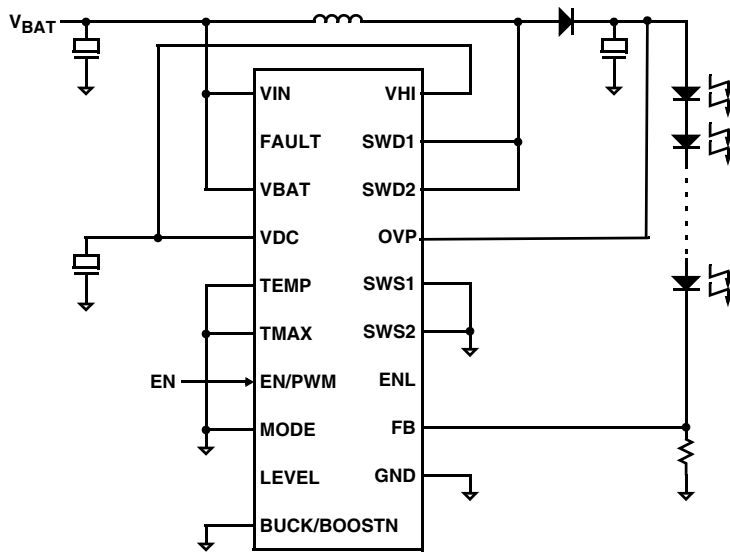 VBAT
VIN VHI
FAULT SWD1
VBAT SWD2
VDC OVP
TEMP SWS1
TMAX SWS2
EN EN/PWM ENL
MODE FB
LEVEL GND
BUCK/BOOSTN